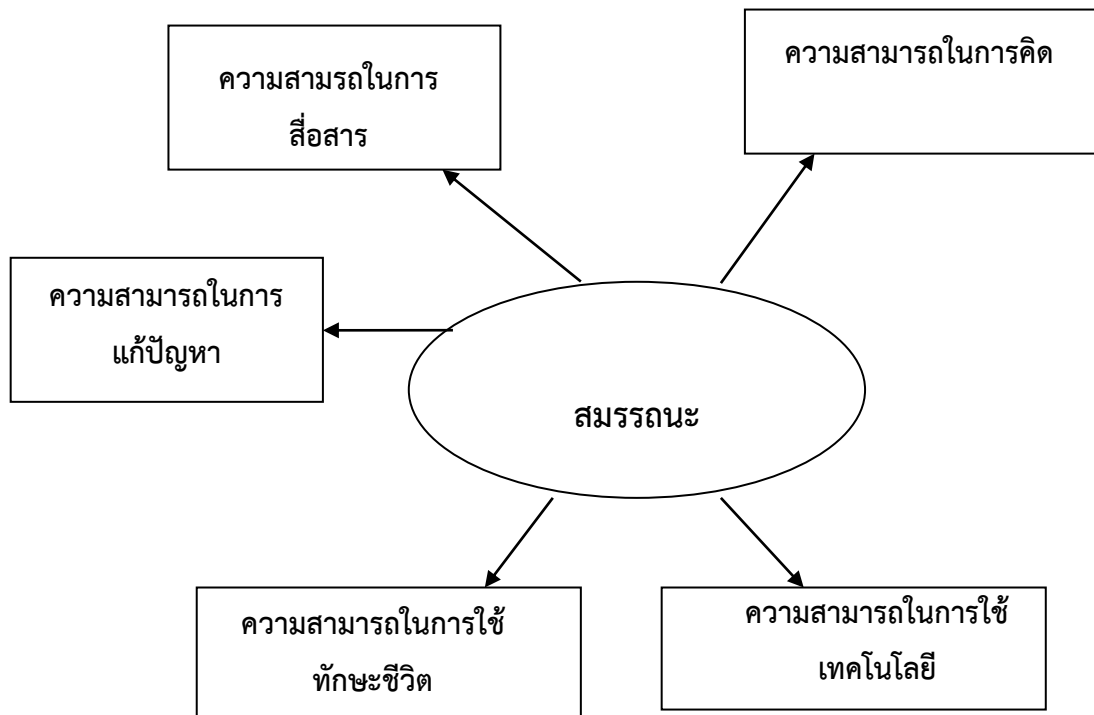 ความสามรถในการ
สื่อสาร
ความสามารถในการคิด
ความสามารถในการ
แก้ปัญหา
สมรรถนะ
ความสามารถในการใช้
ทักษะชีวิต
ความสามารถในการใช้
เทคโนโลยี